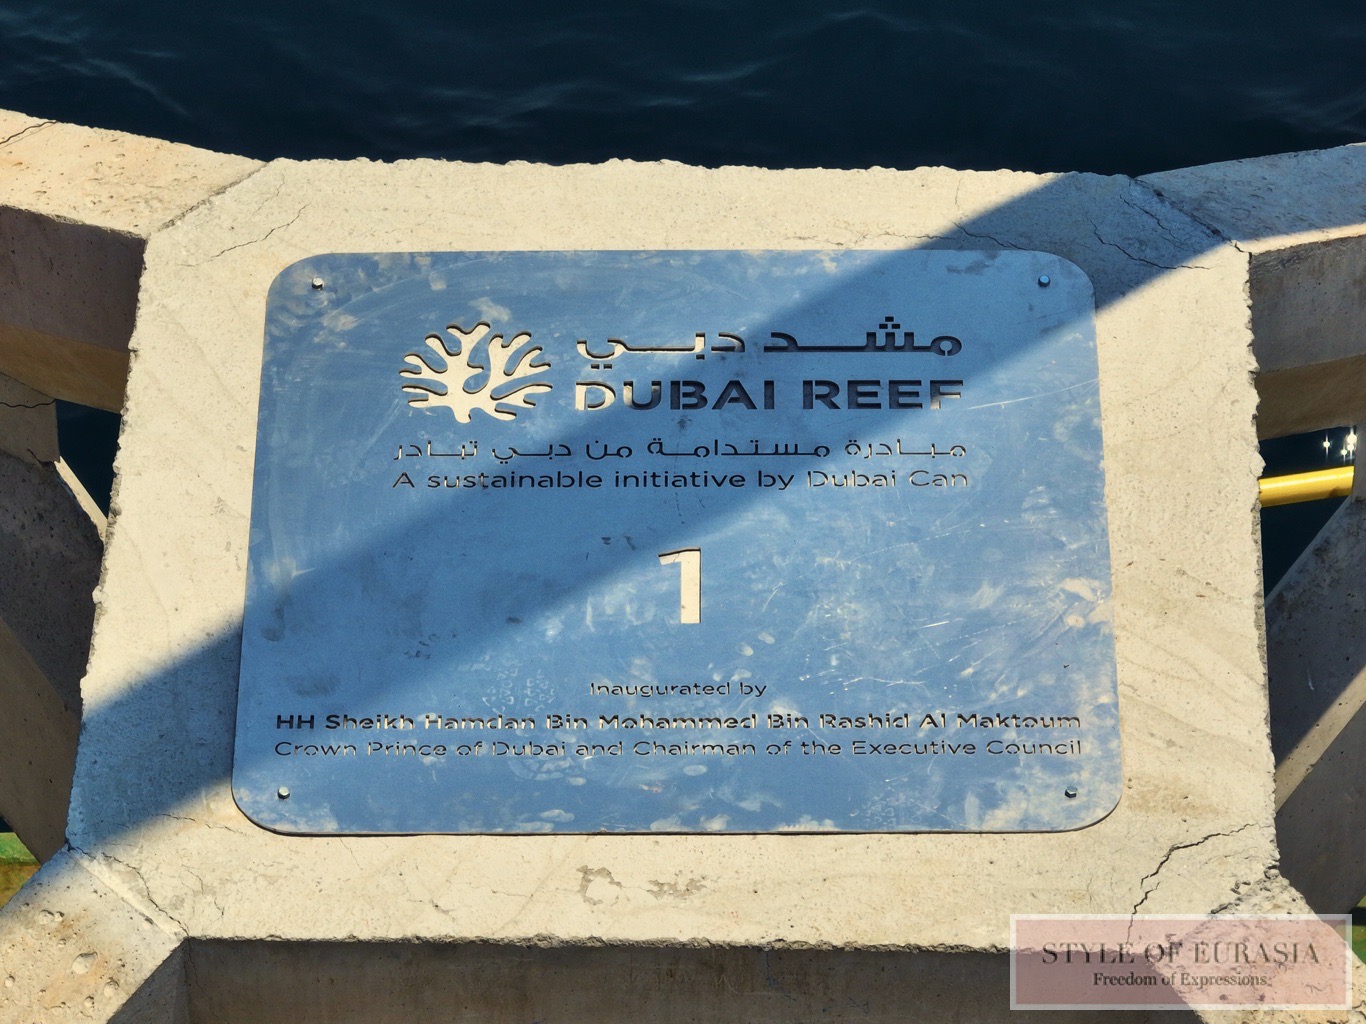 مشد دبي
DUBAI REEF
مبادرة مستدامة من دبي تبادر
A sustainable initiative by Dubai Can
1
Inaugurated by
HH Sheikh Hamdan Bin Mohammed Bin Rashid Al Maktoum
Crown Prince of Dubai and Chairman of the Executive Council
STYLE OF EURASIA
Freedom of Expressions